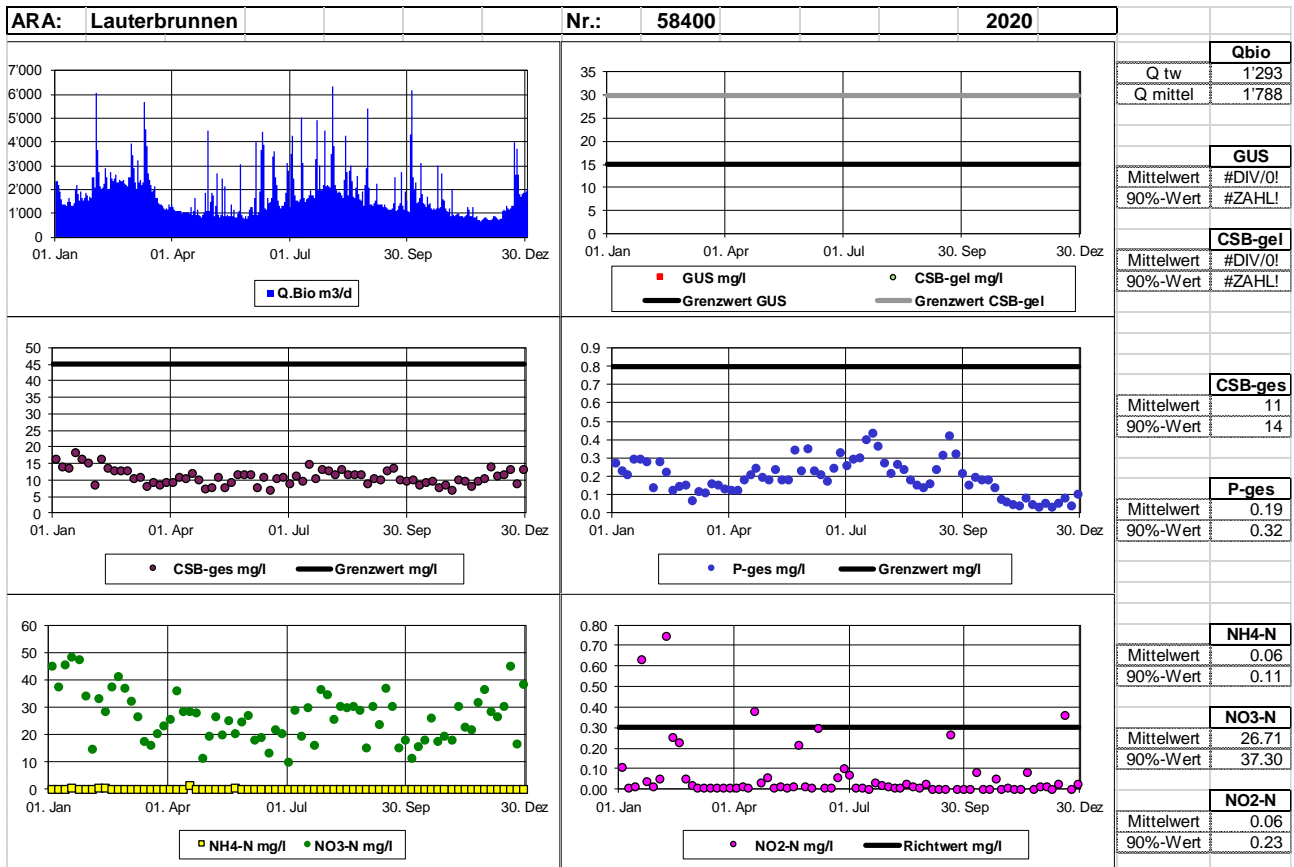 ARA: Lauterbrunnen Nr.: 58400 2020
7'000
6'000
5'000
4'000
3'000
2'000
1'000
0
01. Jan 01. Apr 01. Jul 30. Sep 30. Dez
Q.Bio m3/d
35
30
25
20
15
10
5
0
01. Jan 01. Apr 01. Jul 30. Sep 30. Dez
GUS mg/l CSB-gel mg/l
Grenzwert GUS Grenzwert CSB-gel
Qbio
Q tw 1'293
Q mittel 1'788
GUS
Mittelwert #DIV/0!
90%-Wert #ZAHL!
CSB-gel
Mittelwert #DIV/0!
90%-Wert #ZAHL!
50
45
40
35
30
25
20
15
10
5
0
01. Jan 01. Apr 01. Jul 30. Sep 30. Dez
CSB-ges mg/l Grenzwert mg/l
0.9
0.8
0.7
0.6
0.5
0.4
0.3
0.2
0.1
0.0
01. Jan 01. Apr 01. Jul 30. Sep 30. Dez
P-ges mg/l Grenzwert mg/l
CSB-ges
Mittelwert 11
90%-Wert 14
P-ges
Mittelwert 0.19
90%-Wert 0.32
60
50
40
30
20
10
0
01. Jan 01. Apr 01. Jul 30. Sep 30. Dez
NH4-N mg/l NO3-N mg/l
0.80
0.70
0.60
0.50
0.40
0.30
0.20
0.10
0.00
01. Jan 01. Apr 01. Jul 30. Sep 30. Dez
NO2-N mg/l Richtwert mg/l
NH4-N
Mittelwert 0.06
90%-Wert 0.11
NO3-N
Mittelwert 26.71
90%-Wert 37.30
NO2-N
Mittelwert 0.06
90%-Wert 0.23